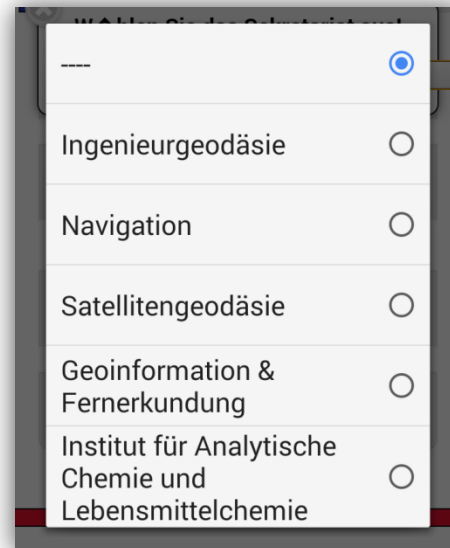 ----
Ingenieurgeodäsie
Navigation
Satellitengeodäsie
Geoinformation &
Fernerkundung
Institut für Analytische
Chemie und
Lebensmittelchemie